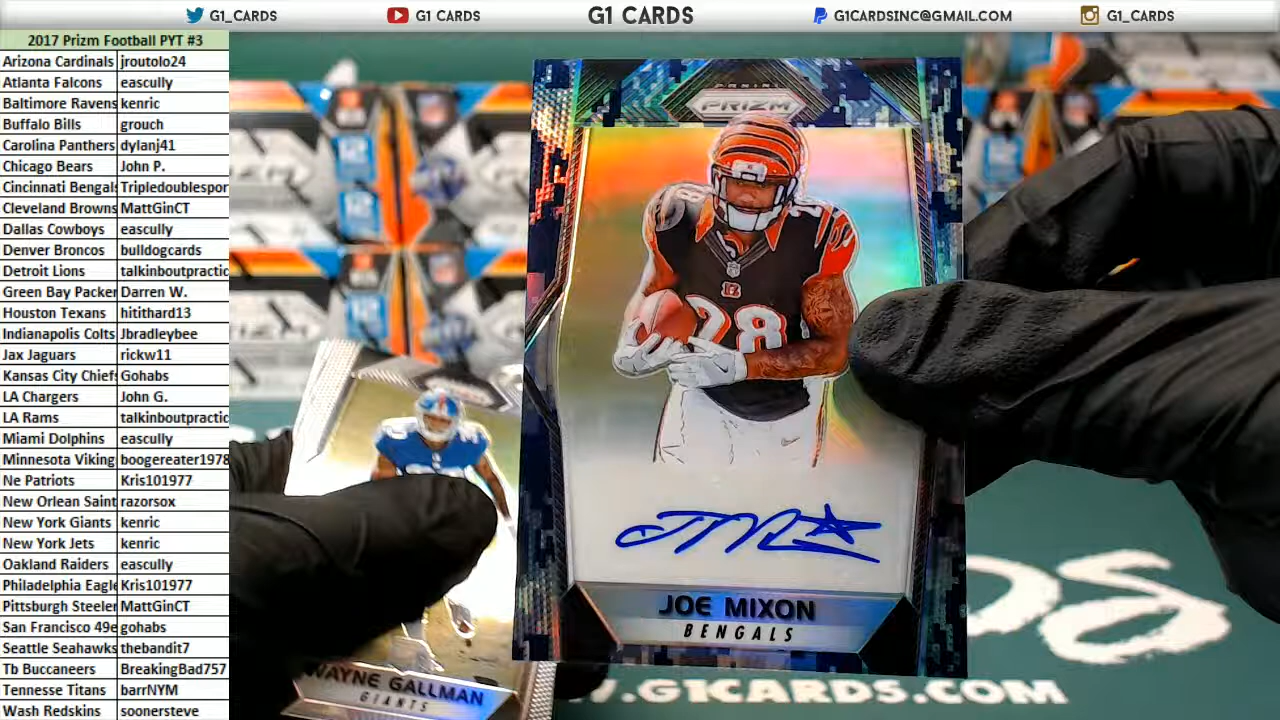 G1_CARDS
G1 CARDS
G1 CARDS
G1CARDSINC@GMAIL.COM
G1_CARDS
2017 Prizm Football PYT #3
Arizona Cardinals jroutolo24
Atlanta Falcons eascully
Baltimore Ravens kenric
Buffalo Bills grouch
Carolina Panthers dylanj41
Chicago Bears John P.
Cincinnati Bengals Tripledoublespor
Cleveland Browns MattGinCT
Dallas Cowboys eascully
Denver Broncos bulldogcards
Detroit Lions talkinboutpractic
Green Bay Packer Darren W.
Houston Texans hitithard13
Indianapolis Colts Jbradleybee
Jax Jaguars rickw11
Kansas City Chiefs Gohabs
LA Chargers John G.
LA Rams talkinboutpractic
Miami Dolphins eascully
Minnesota Viking boogereater1978
Ne Patriots Kris101977
New Orlean Saint razorsox
New York Giants kenric
New York Jets kenric
Oakland Raiders eascully
Philadelphia Eagle Kris101977
Pittsburgh Steeler MattGinCT
San Francisco 49e gohabs
Seattle Seahawks thebandit7
Tb Buccaneers BreakingBad757
Tennesse Titans barrNYM
Wash Redskins soonersteve
PANINI
PRIZM
28
28
28
JOE MIXON
BENGALS
WAYNE GALLMAN
GIANTS
W.G1CARDS.COM